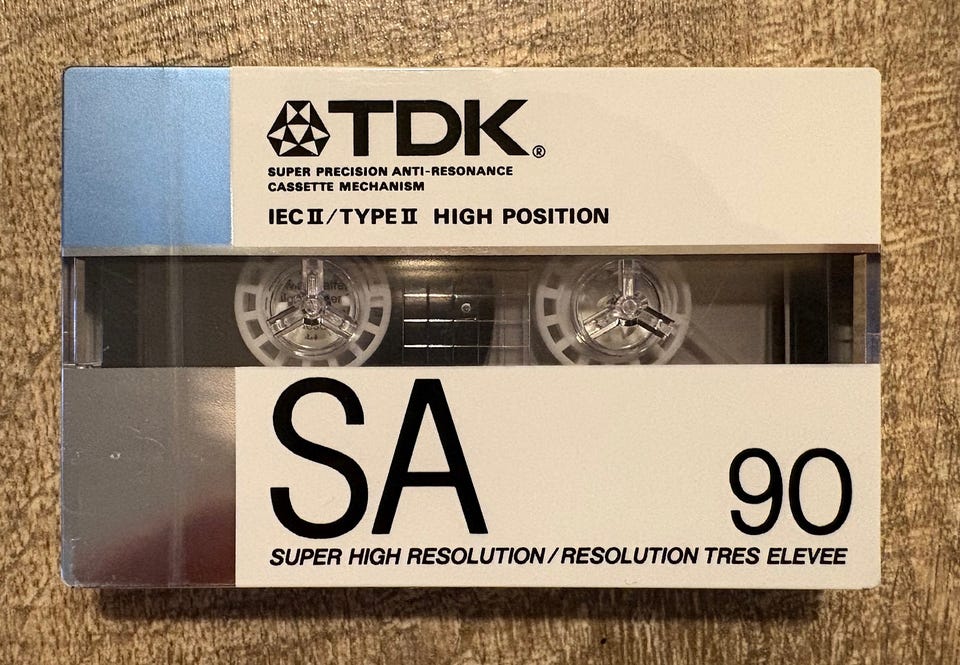 TDK®
SUPER PRECISION ANTI-RESONANCE
CASSETTE MECHANISM
IEC II/TYPE II HIGH POSITION
SA
90
SUPER HIGH RESOLUTION/RESOLUTION TRES ELEVEE